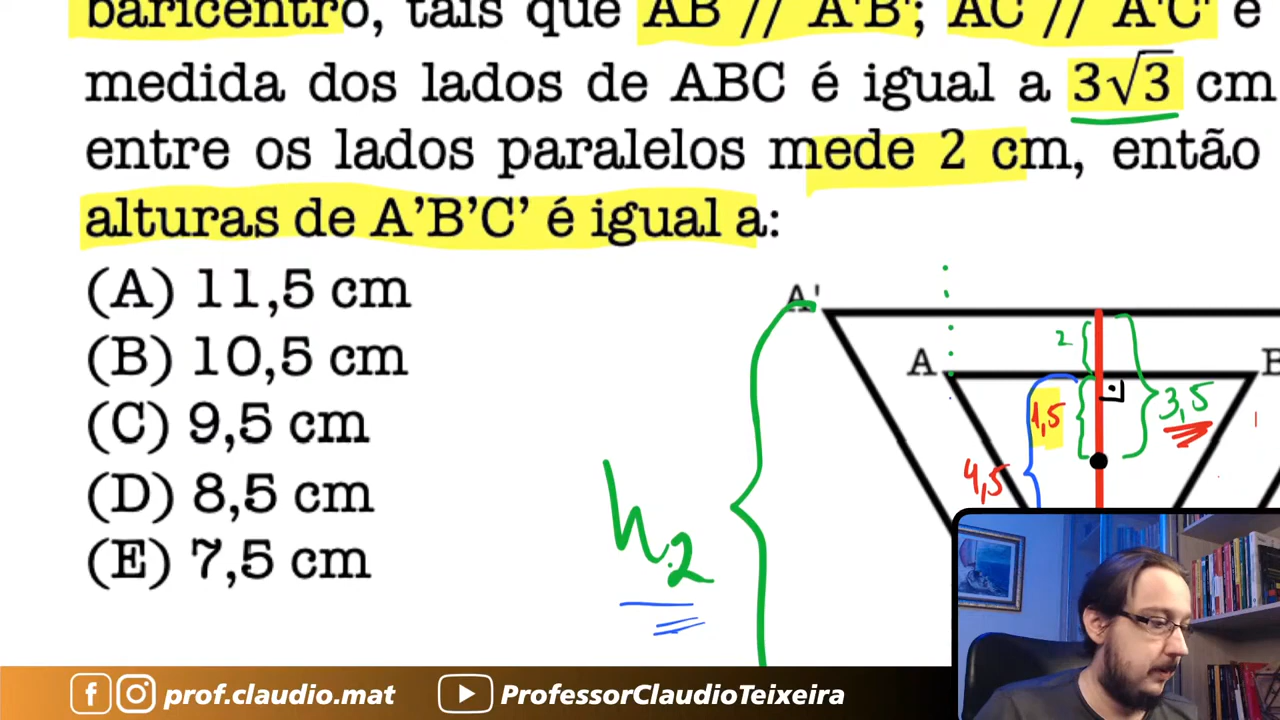 baricentro, tais que AB // A'B'; AC // A'C' e
medida dos lados de ABC é igual a 3√3 cm
entre os lados paralelos mede 2 cm, então
alturas de A'B'C' é igual a:
(A) 11,5 cm
(B) 10,5 cm
(C) 9,5 cm
(D) 8,5 cm
(E) 7,5 cm
A'
A
B
2
1,5
3,5
4,5
h2
prof.claudio.mat
ProfessorClaudioTeixeira